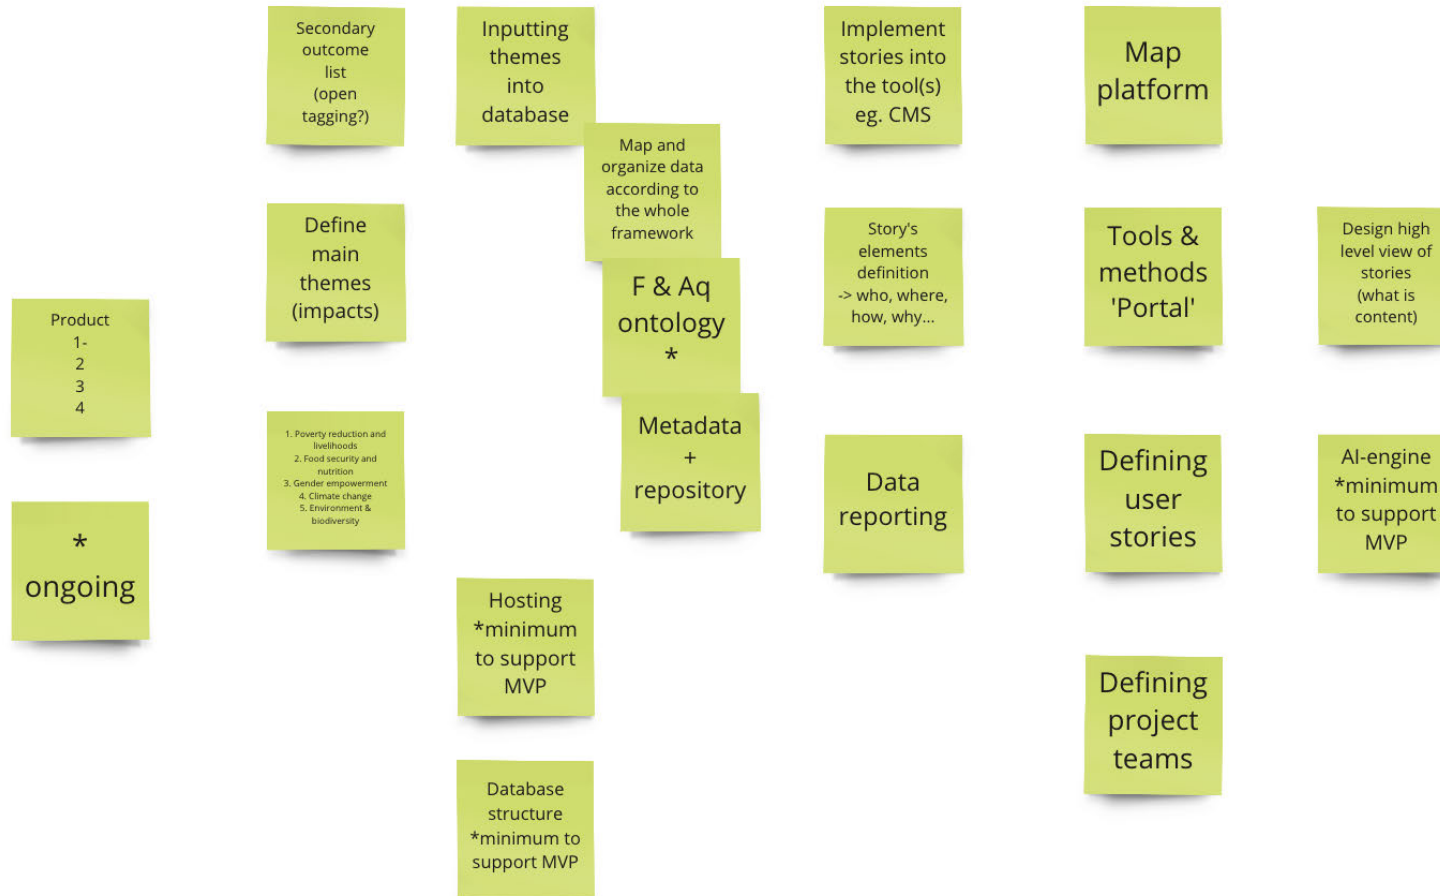 Product
1-
2
3
4
*
ongoing
Secondary
outcome
list
(open
tagging?)
Define
main
themes
(impacts)
1. Poverty reduction and
livelihoods
2. Food security and
nutrition
3. Gender empowerment
4. Climate change
5. Environment &
biodiversity
Inputting
themes
into
database
Map and
organize data
according to
the whole
framework
F & Aq
ontology
*
Metadata
+
repository
Hosting
*minimum
to support
MVP
Database
structure
*minimum to
support MVP
Implement
stories into
the tool(s)
eg. CMS
Story's
elements
definition
-> who, where,
how, why...
Data
reporting
Map
platform
Tools &
methods
'Portal'
Defining
user
stories
Defining
project
teams
Design high
level view of
stories
(what is
content)
AI-engine
*minimum
to support
MVP